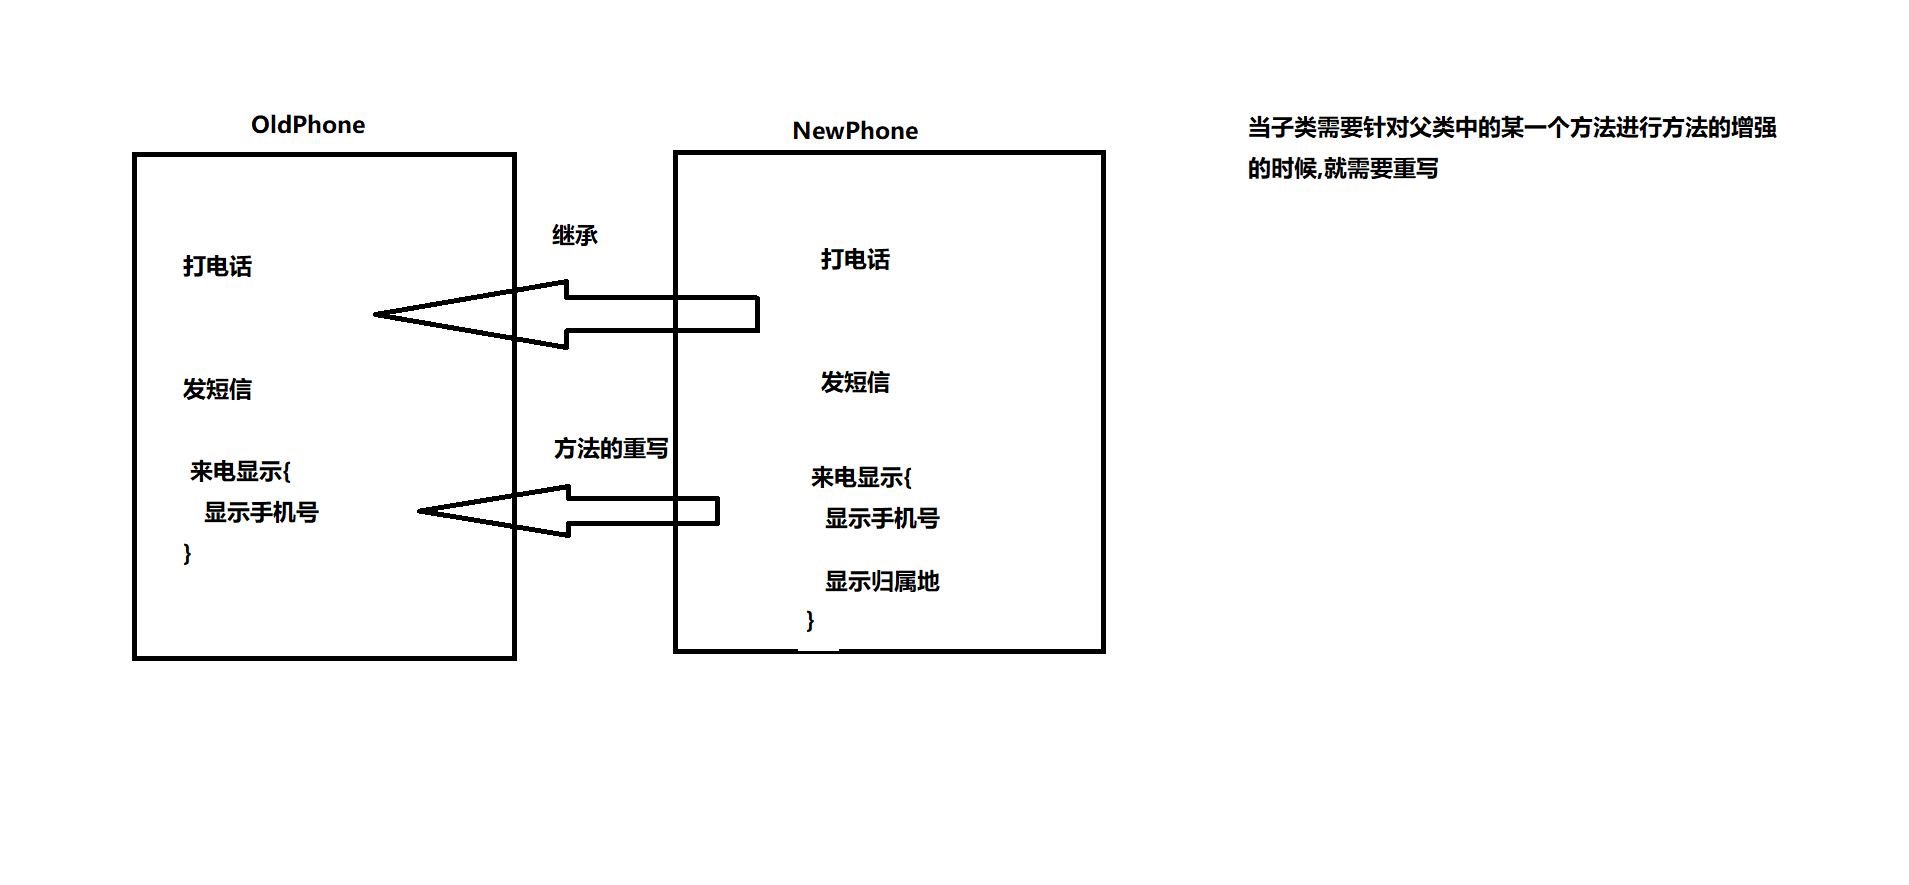 OldPhone
打电话
发短信
来电显示{
显示手机号
}
继承
方法的重写
NewPhone
打电话
发短信
来电显示{
显示手机号
显示归属地
}
当子类需要针对父类中的某一个方法进行方法的增强
的时候,就需要重写